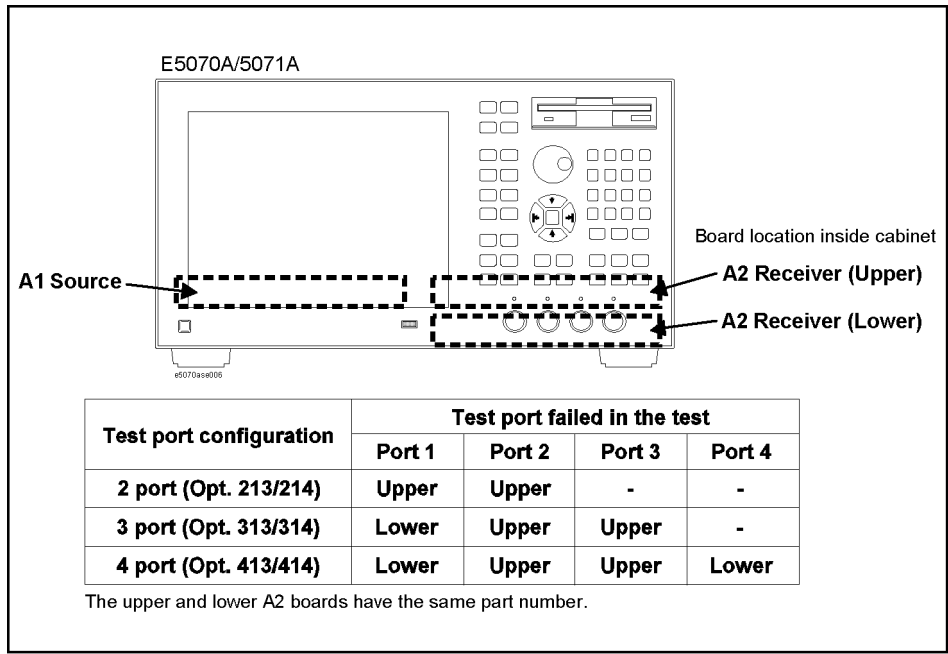 E5070A/5071A
Board location inside cabinet
A1 Source
A2 Receiver (Upper)
A2 Receiver (Lower)
e5070ase006
Test port configuration
Test port failed in the test
Port 1 Port 2 Port 3 Port 4
2 port (Opt. 213/214) Upper Upper - -
3 port (Opt. 313/314) Lower Upper Upper -
4 port (Opt. 413/414) Lower Upper Upper Lower
The upper and lower A2 boards have the same part number.